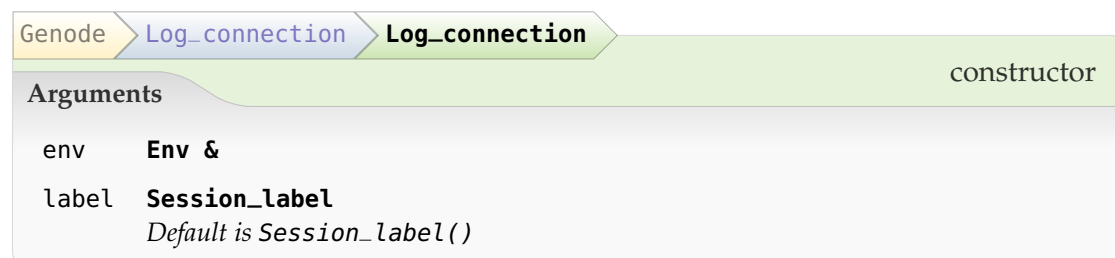 Genode Log_connection Log_connection
constructor
Arguments
env Env &
label Session_label
Default is Session_label()